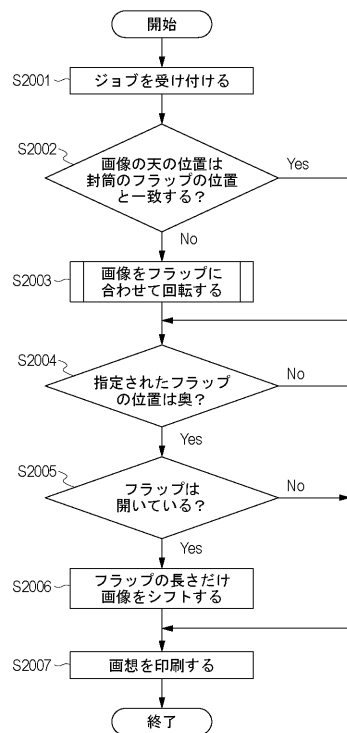 開始
S2001
ジョブを受け付ける
S2002
画像の天の位置は
封筒のフラップの位置
と一致する？
Yes
No
S2003
画像をフラップに
合わせて回転する
S2004
指定されたフラップ
の位置は奥？
No
Yes
S2005
フラップは
開いている？
No
Yes
S2006
フラップの長さだけ
画像をシフトする
S2007
画想を印刷する
終了